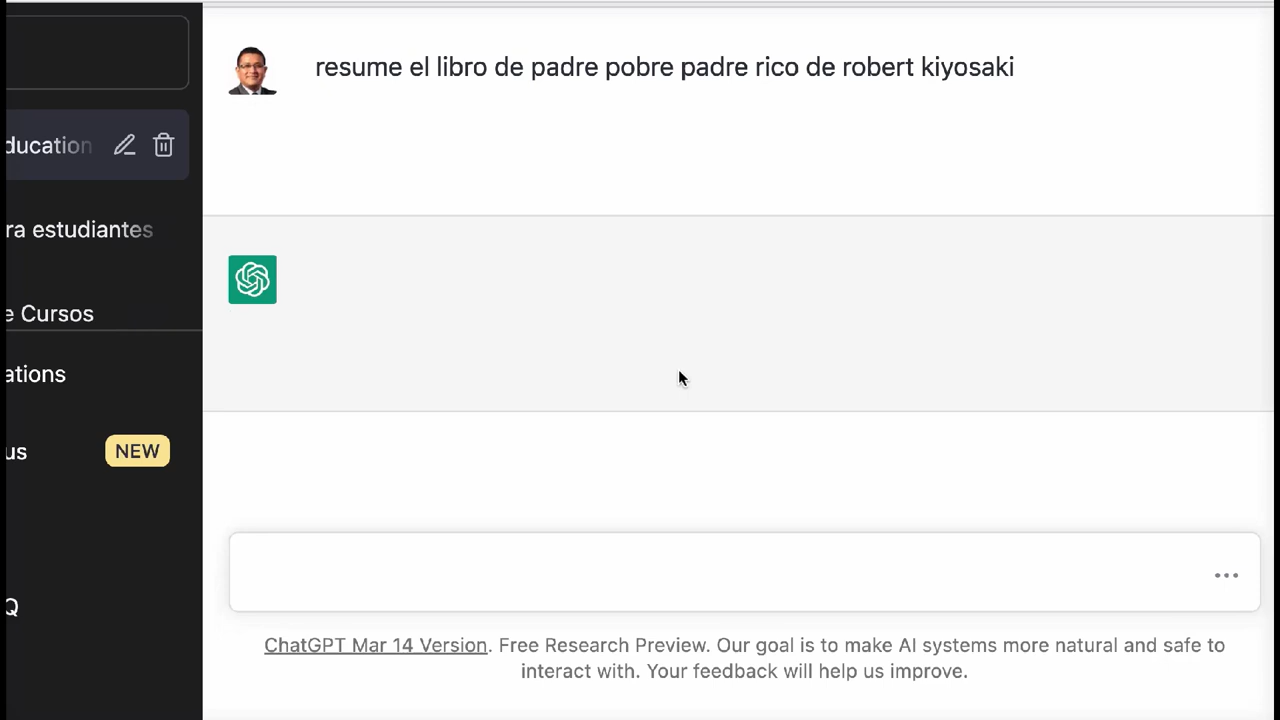 resume el libro de padre pobre padre rico de robert kiyosaki
ducation
ra estudiantes
e Cursos
ations
us
NEW
Q
ChatGPT Mar 14 Version. Free Research Preview. Our goal is to make AI systems more natural and safe to
interact with. Your feedback will help us improve.